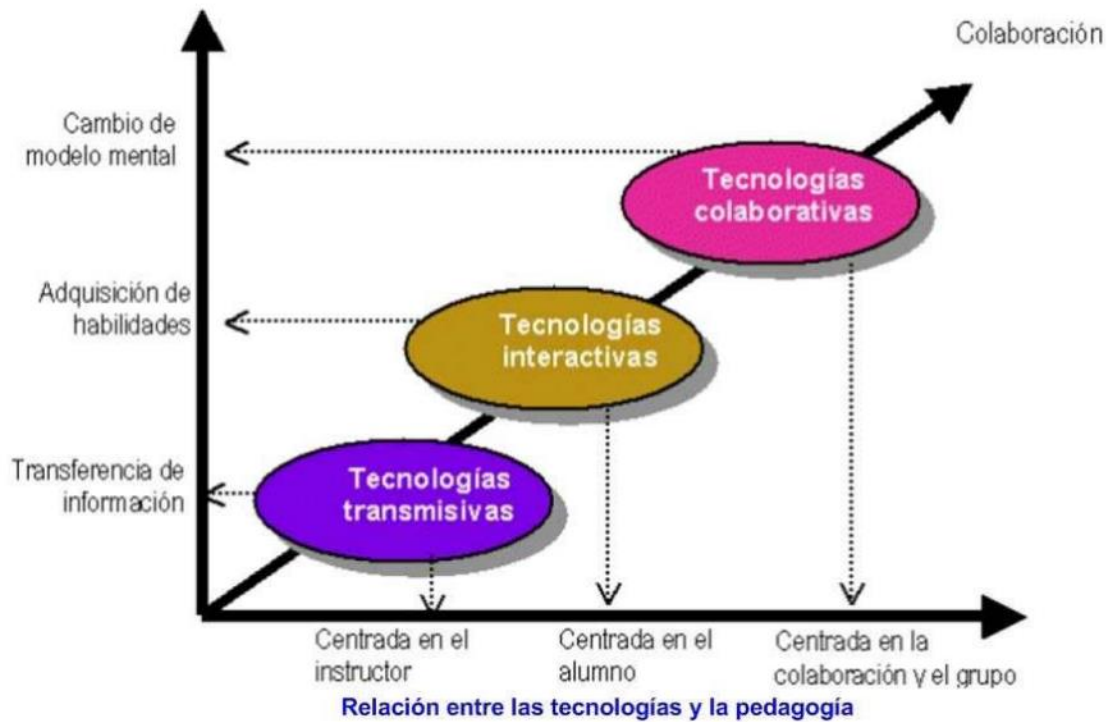 Colaboración
Cambio de
modelo mental
Tecnologías
colaborativas
Adquisición de
habilidades
Tecnologías
interactivas
Transferencia de
información
Tecnologías
transmisivas
Centrada en el
instructor
Centrada en el
alumno
Centrada en la
colaboración y el grupo
Relación entre las tecnologías y la pedagogía